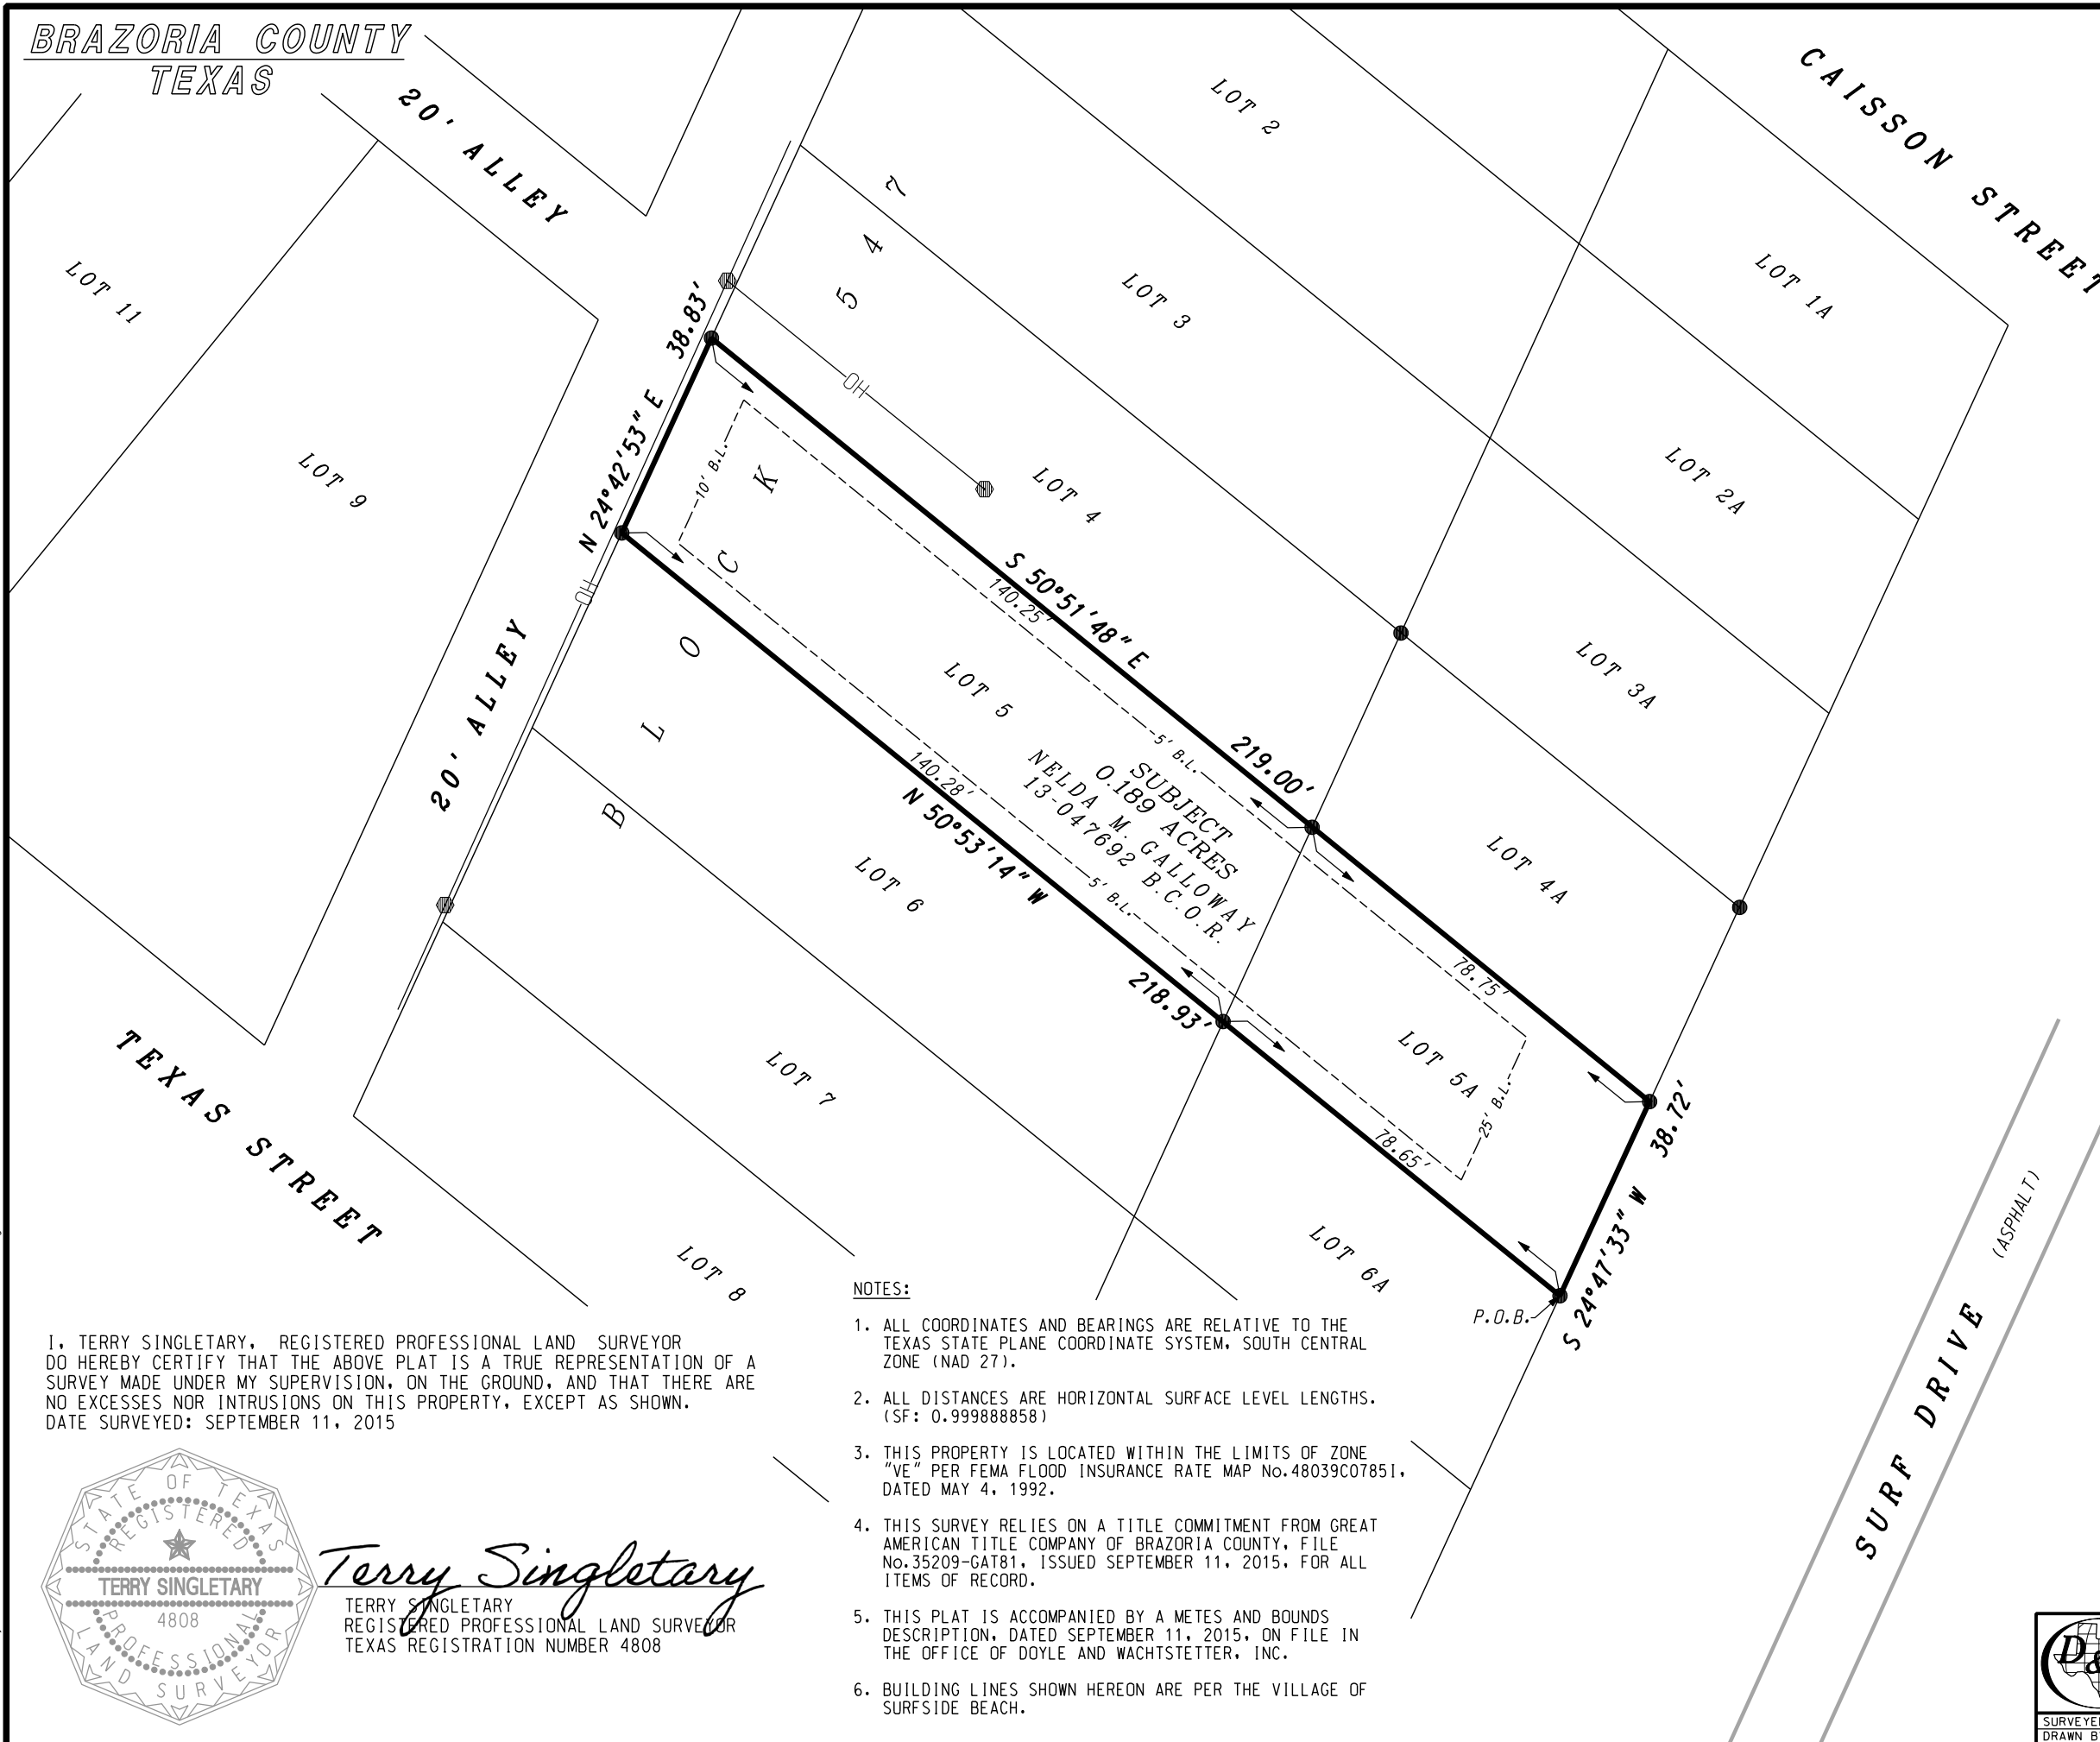 BRAZORIA COUNTY
TEXAS
20' ALLEY
CAISSON STREET
LOT 2
LOT 1A
LOT 11
LOT 3
LOT 9
LOT 2A
BLOCK 547
38.83'
N 24°42'53" E
OH
10' B.L.
LOT 4
S 50°51'48" E
140.25'
219.00'
LOT 3A
OH
20' ALLEY
LOT 5
5' B.L.
SUBJECT
0.189 ACRES
NELDA M. GALLOWAY
13-047692 B.C.O.R.
140.28'
N 50°53'14" W
218.93'
5' B.L.
LOT 4A
LOT 6
78.75'
LOT 5A
25' B.L.
78.65'
38.72'
S 24°47'33" W
P.O.B.
LOT 7
LOT 6A
LOT 8
TEXAS STREET
SURF DRIVE
(ASPHALT)
I, TERRY SINGLETARY, REGISTERED PROFESSIONAL LAND SURVEYOR
DO HEREBY CERTIFY THAT THE ABOVE PLAT IS A TRUE REPRESENTATION OF A
SURVEY MADE UNDER MY SUPERVISION, ON THE GROUND, AND THAT THERE ARE
NO EXCESSES NOR INTRUSIONS ON THIS PROPERTY, EXCEPT AS SHOWN.
DATE SURVEYED: SEPTEMBER 11, 2015
STATE OF TEXAS
REGISTERED
TERRY SINGLETARY
4808
PROFESSIONAL
LAND SURVEYOR
Terry Singletary
TERRY SINGLETARY
REGISTERED PROFESSIONAL LAND SURVEYOR
TEXAS REGISTRATION NUMBER 4808
NOTES:
1. ALL COORDINATES AND BEARINGS ARE RELATIVE TO THE
TEXAS STATE PLANE COORDINATE SYSTEM, SOUTH CENTRAL
ZONE (NAD 27).
2. ALL DISTANCES ARE HORIZONTAL SURFACE LEVEL LENGTHS.
(SF: 0.999888858)
3. THIS PROPERTY IS LOCATED WITHIN THE LIMITS OF ZONE
"VE" PER FEMA FLOOD INSURANCE RATE MAP No.48039C0785I,
DATED MAY 4, 1992.
4. THIS SURVEY RELIES ON A TITLE COMMITMENT FROM GREAT
AMERICAN TITLE COMPANY OF BRAZORIA COUNTY, FILE
No.35209-GAT81, ISSUED SEPTEMBER 11, 2015, FOR ALL
ITEMS OF RECORD.
5. THIS PLAT IS ACCOMPANIED BY A METES AND BOUNDS
DESCRIPTION, DATED SEPTEMBER 11, 2015, ON FILE IN
THE OFFICE OF DOYLE AND WACHTSTETTER, INC.
6. BUILDING LINES SHOWN HEREON ARE PER THE VILLAGE OF
SURFSIDE BEACH.
D&
SURVEYE
DRAWN B